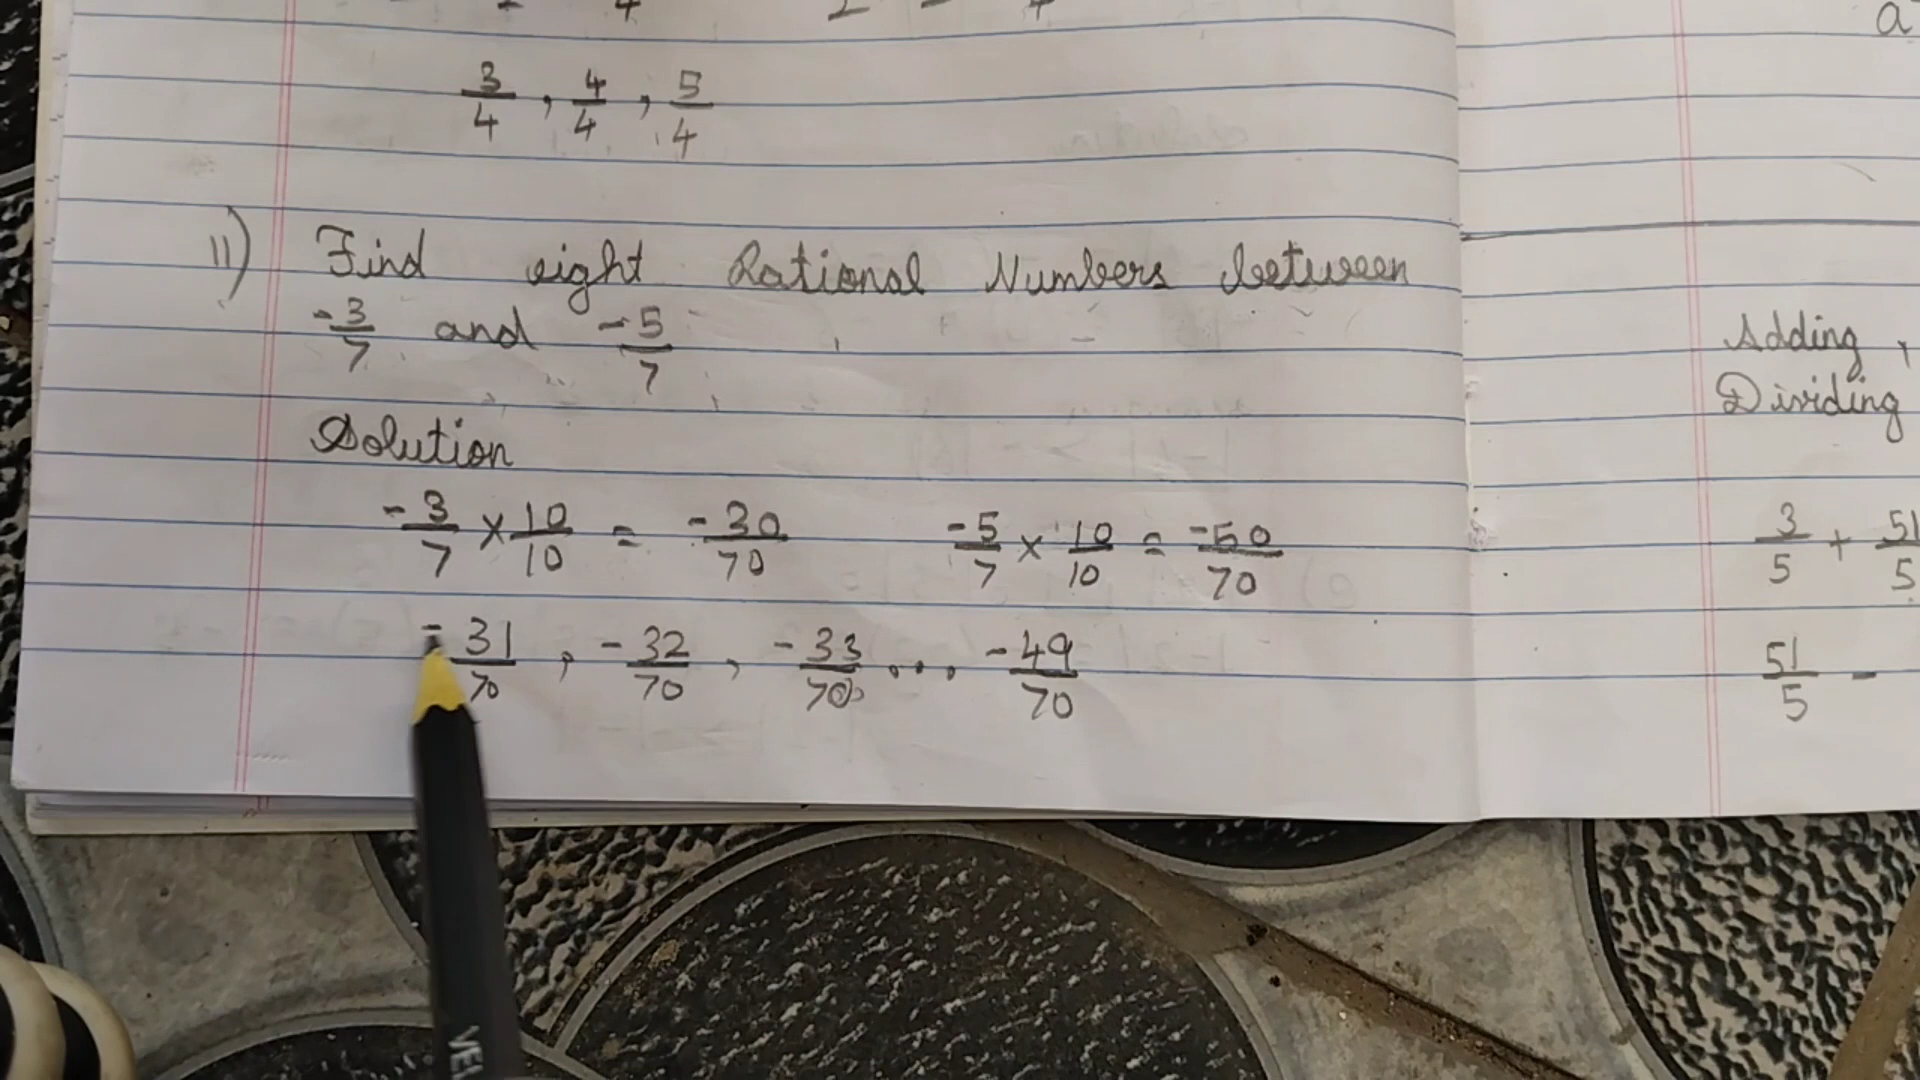 3/4 , 4/4 , 5/4
11) Find eight Rational Numbers between
-3/7 and -5/7
Solution
-3/7 × 10/10 = -30/70   -5/7 × 10/10 = -50/70
-31/70 , -32/70 , -33/70 ... -49/70
Adding ,
Dividing
3/5 + 51/5
51/5 -
VEL